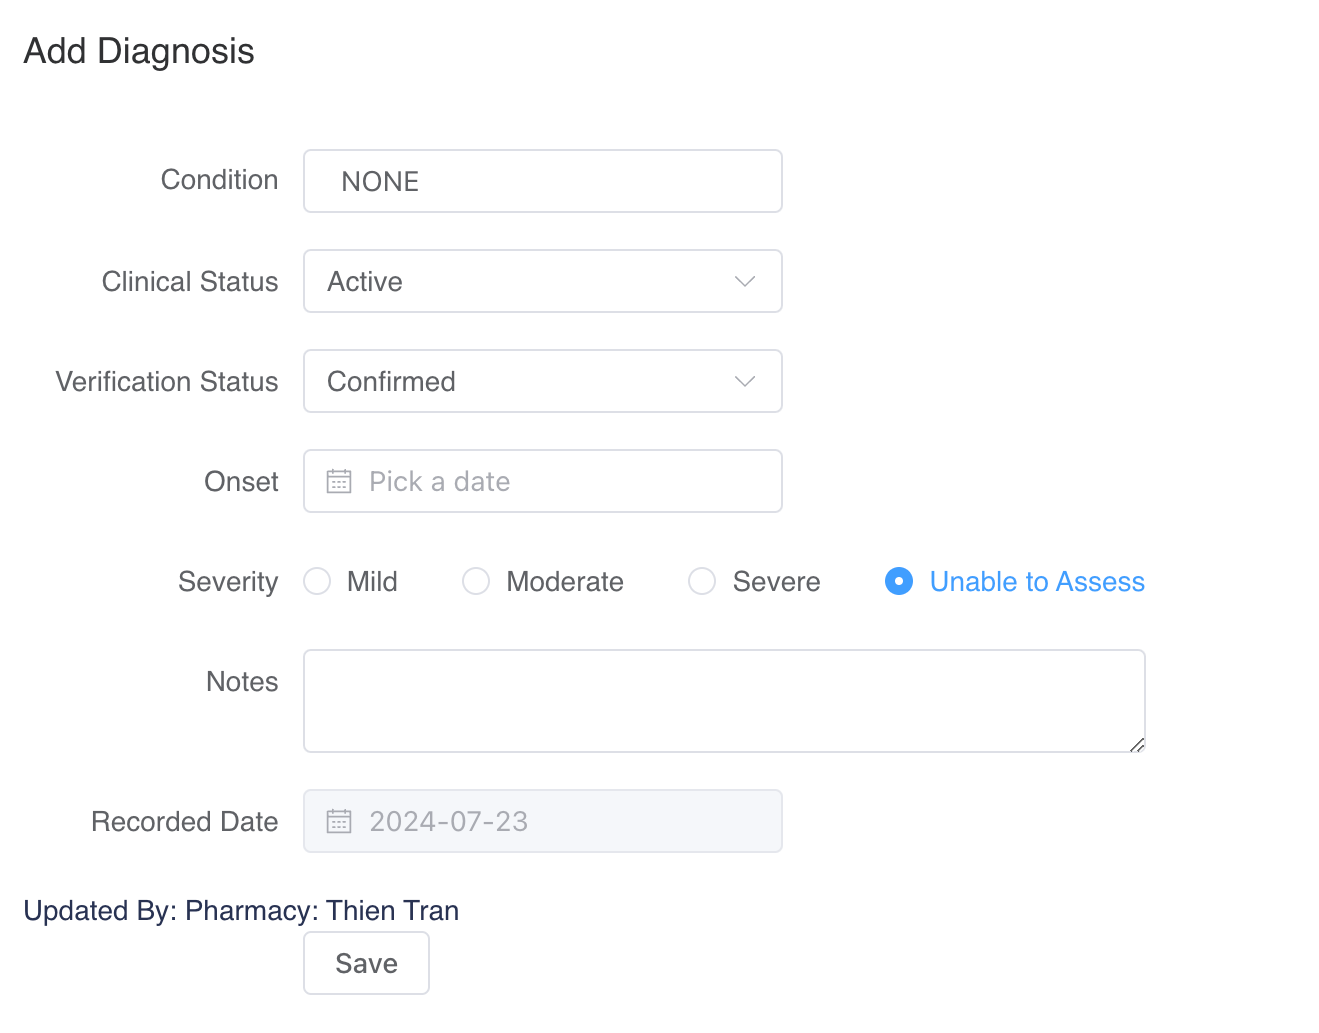 Add Diagnosis
Condition NONE
Clinical Status Active
Verification Status Confirmed
Onset Pick a date
Severity Mild Moderate Severe Unable to Assess
Notes
Recorded Date 2024-07-23
Updated By: Pharmacy: Thien Tran
Save